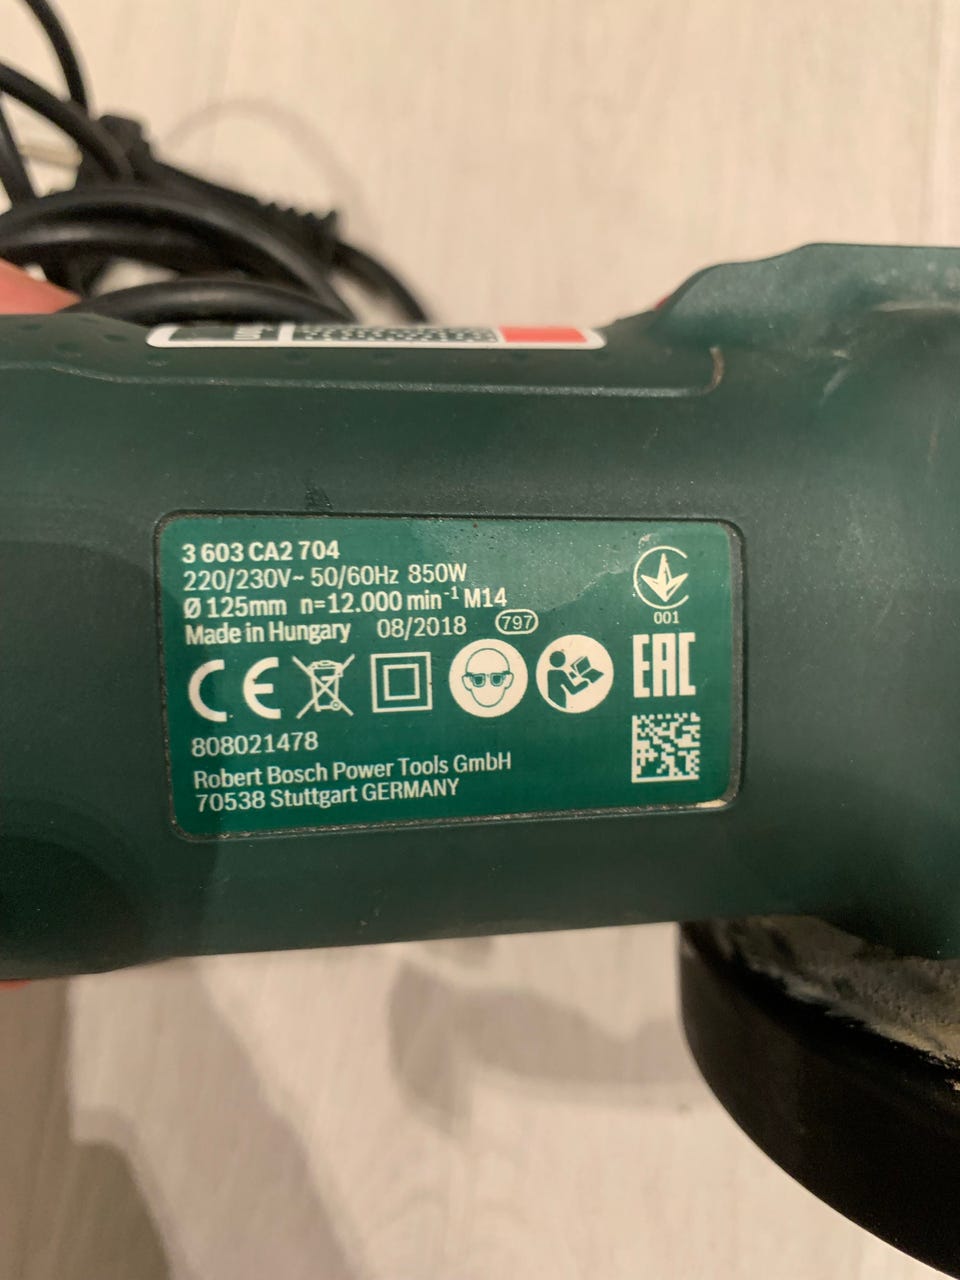 3 603 CA2 704
220/230V~ 50/60Hz 850W
Ø 125mm n=12.000 min⁻¹ M14
Made in Hungary 08/2018 797
001
CE
EAC
808021478
Robert Bosch Power Tools GmbH
70538 Stuttgart GERMANY